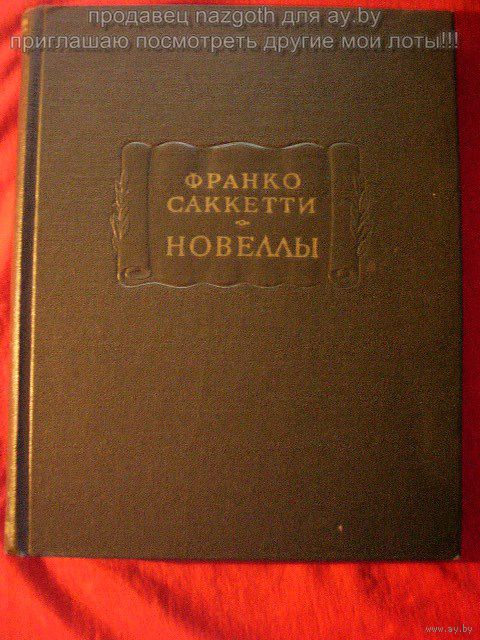 продавец nazgoth для ay.by
приглашаю посмотреть другие мои лоты!!!
ФРАНКО
САККЕТТИ
НОВЕЛЛЫ
www.ay.by